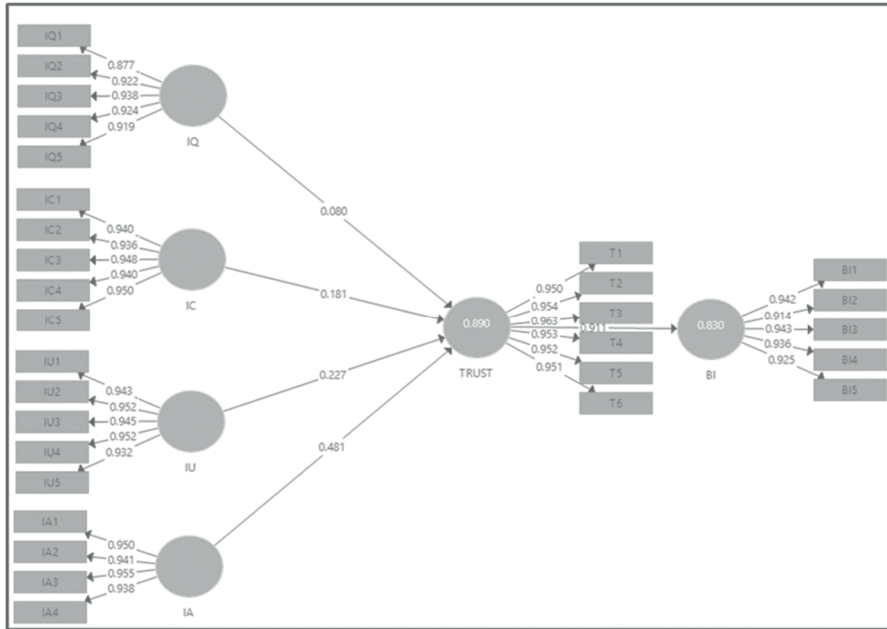 IQ1
IQ2
IQ3
IQ4
IQ5
0.877
0.922
0.938
0.924
0.919
IQ
IC1
IC2
IC3
IC4
IC5
0.940
0.936
0.948
0.940
0.950
IC
IU1
IU2
IU3
IU4
IU5
0.943
0.952
0.945
0.952
0.932
IU
IA1
IA2
IA3
IA4
0.950
0.941
0.955
0.938
IA
0.080
0.181
0.227
0.481
0.890
TRUST
0.950
0.954
0.963
0.953
0.952
0.951
T1
T2
T3
T4
T5
T6
0.911
0.830
BI
0.942
0.914
0.943
0.936
0.925
BI1
BI2
BI3
BI4
BI5